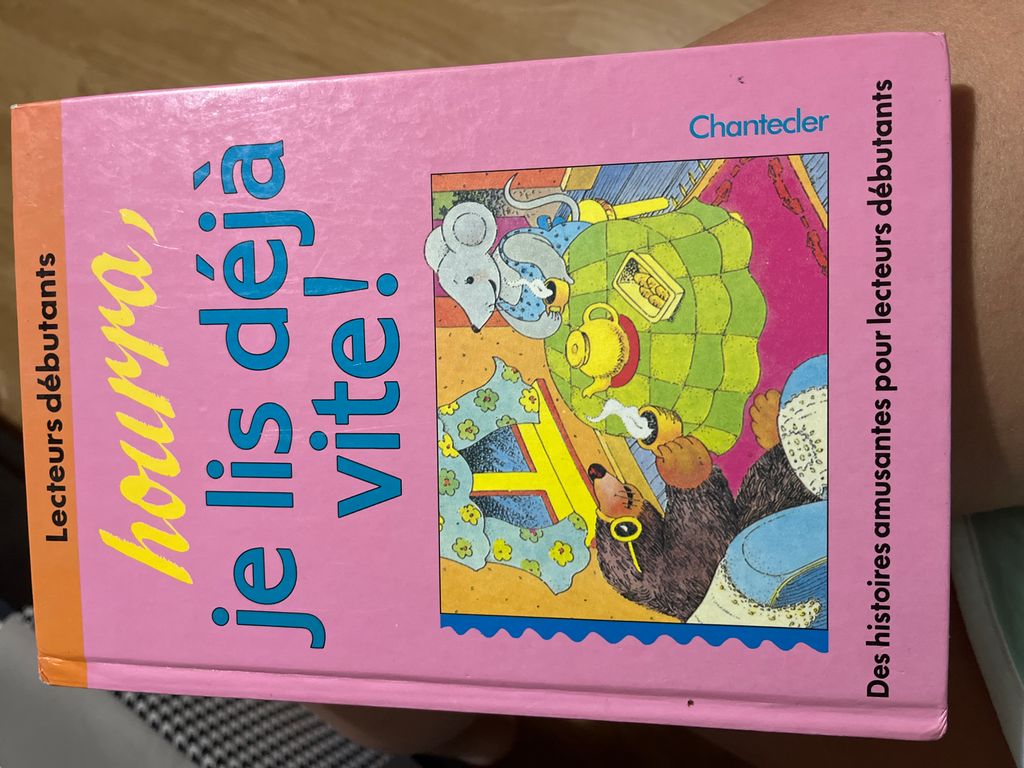 Lecteurs débutants
hourra,
je lis déjà
vite!
Chantecler
Des histoires amusantes pour lecteurs débutants